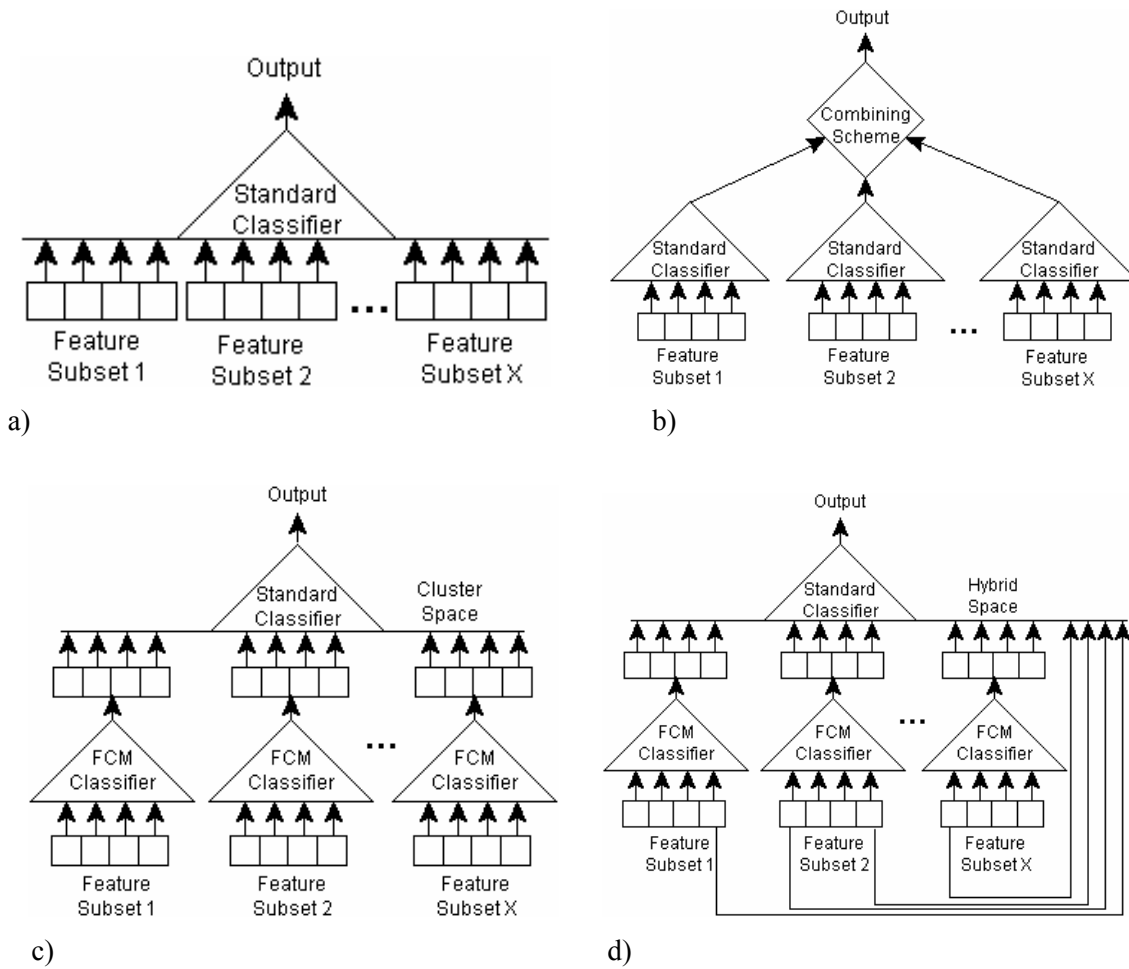 Output
Standard
Classifier
...
Feature
Subset 1
Feature
Subset 2
Feature
Subset X
a)
Output
Combining
Scheme
Standard
Classifier
Standard
Classifier
Standard
Classifier
...
Feature
Subset 1
Feature
Subset 2
Feature
Subset X
b)
Output
Standard
Classifier
Cluster
Space
FCM
Classifier
FCM
Classifier
...
FCM
Classifier
Feature
Subset 1
Feature
Subset 2
Feature
Subset X
c)
Output
Standard
Classifier
Hybrid
Space
FCM
Classifier
FCM
Classifier
...
FCM
Classifier
Feature
Subset 1
Feature
Subset 2
Feature
Subset X
d)